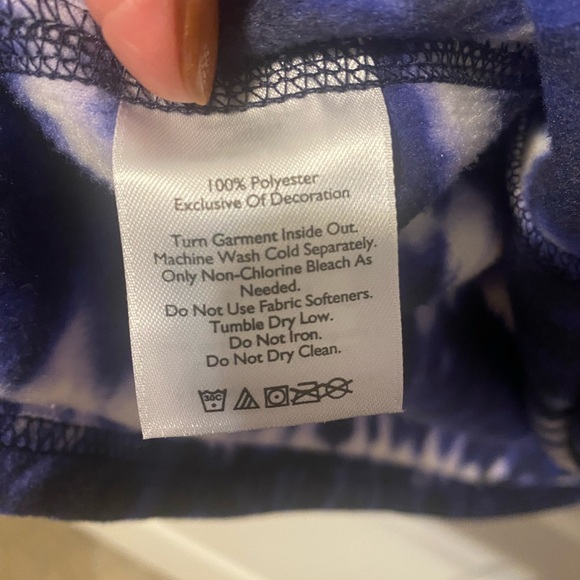 100% Polyester
Exclusive Of Decoration
Turn Garment Inside Out.
Machine Wash Cold Separately.
Only Non-Chlorine Bleach As
Needed.
Do Not Use Fabric Softeners.
Tumble Dry Low.
Do Not Iron.
Do Not Dry Clean.
30C